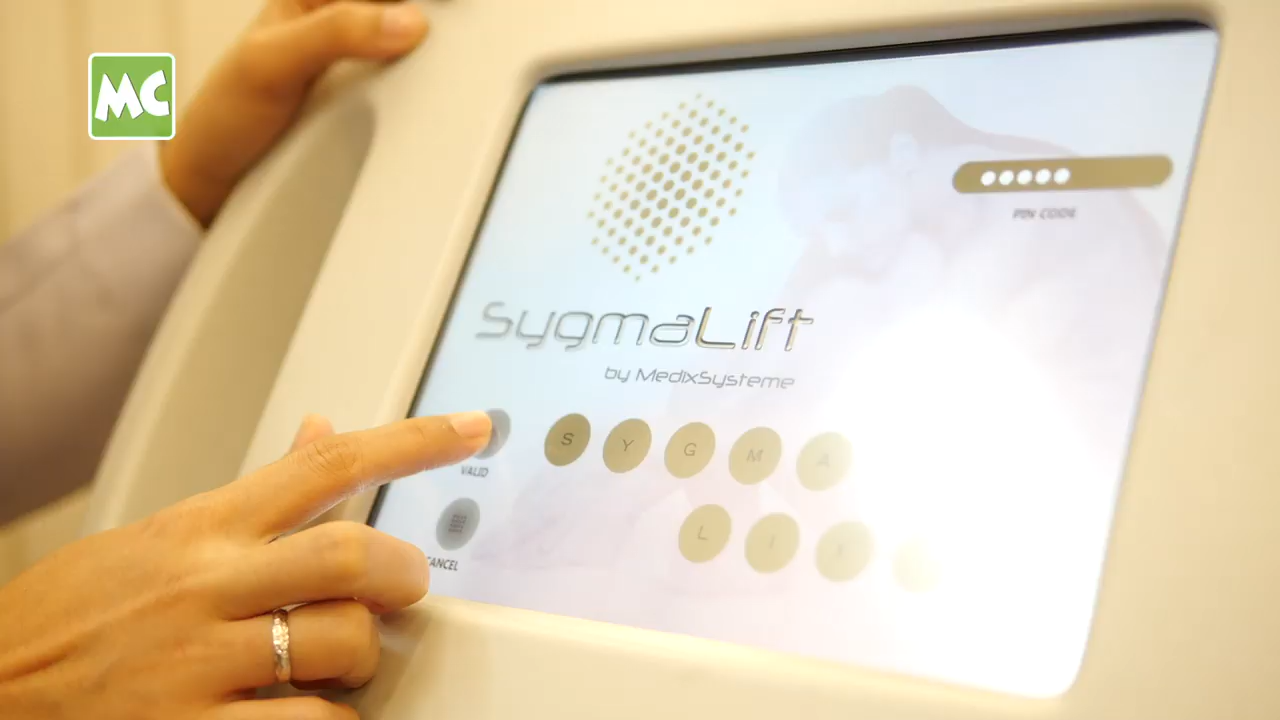 MC
PIN CODE
SygmaLift
by MedixSysteme
S Y G M A
VALID
L I
CANCEL